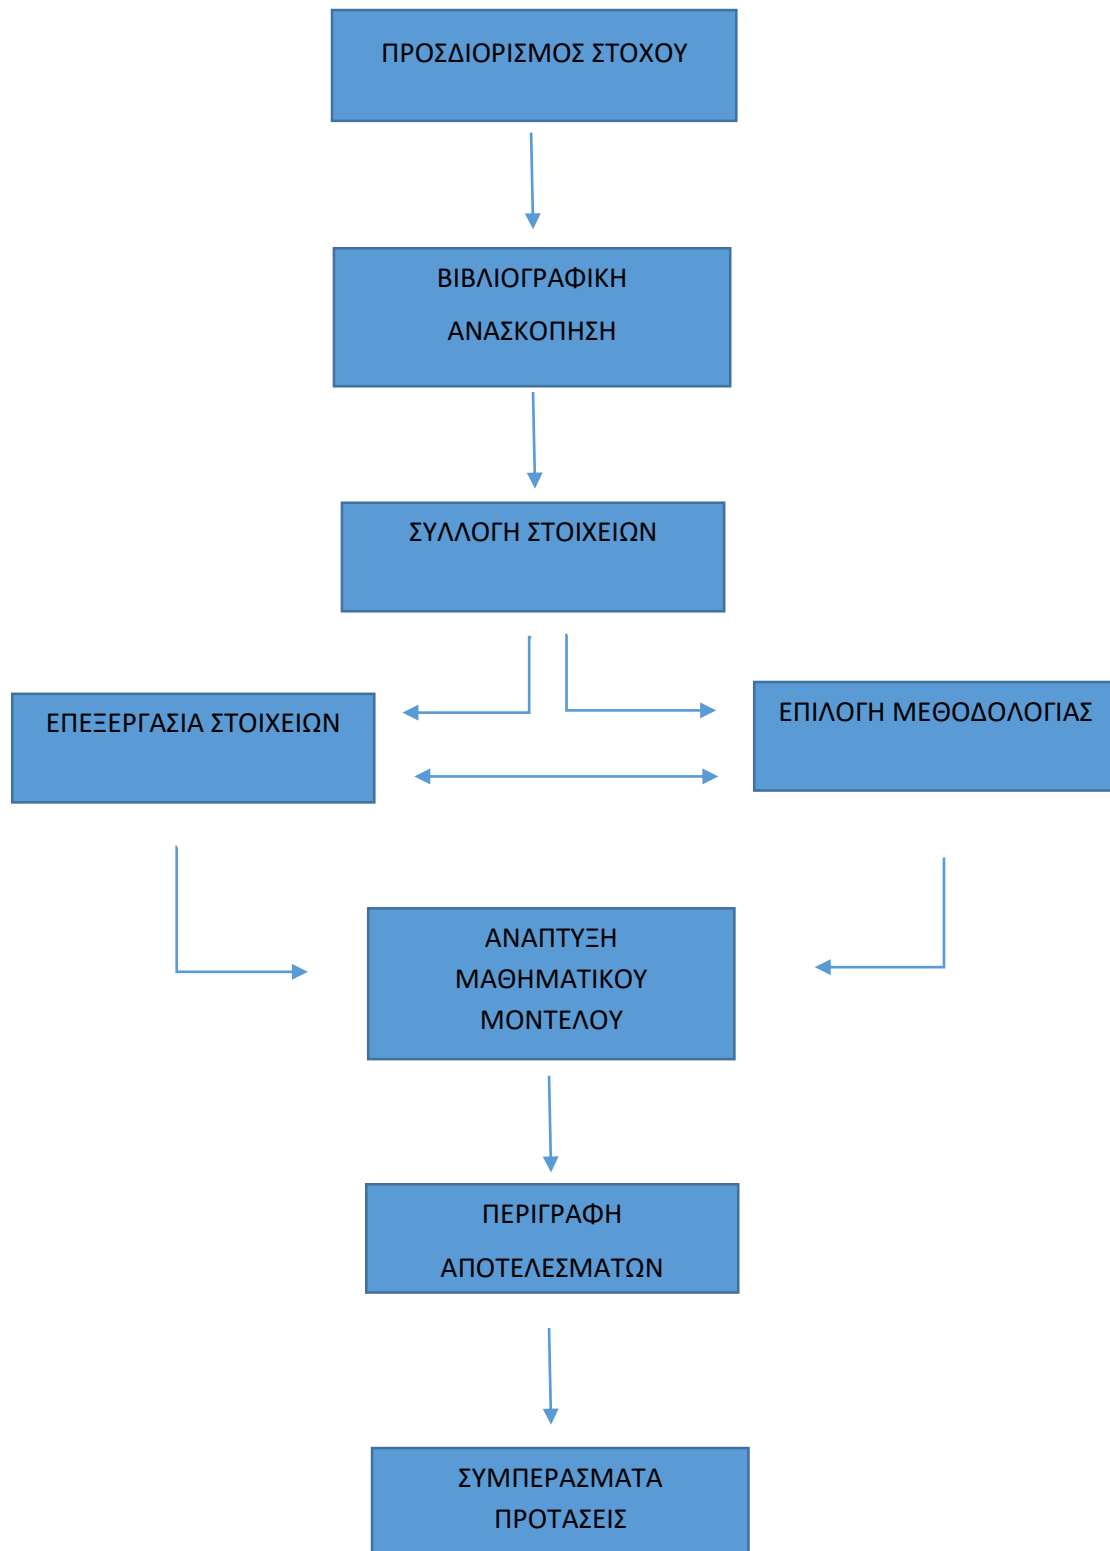 ΠΡΟΣΔΙΟΡΙΣΜΟΣ ΣΤΟΧΟΥ
ΒΙΒΛΙΟΓΡΑΦΙΚΗ
ΑΝΑΣΚΟΠΗΣΗ
ΣΥΛΛΟΓΗ ΣΤΟΙΧΕΙΩΝ
ΕΠΕΞΕΡΓΑΣΙΑ ΣΤΟΙΧΕΙΩΝ
ΕΠΙΛΟΓΗ ΜΕΘΟΔΟΛΟΓΙΑΣ
ΑΝΑΠΤΥΞΗ
ΜΑΘΗΜΑΤΙΚΟΥ
ΜΟΝΤΕΛΟΥ
ΠΕΡΙΓΡΑΦΗ
ΑΠΟΤΕΛΕΣΜΑΤΩΝ
ΣΥΜΠΕΡΑΣΜΑΤΑ
ΠΡΟΤΑΣΕΙΣ